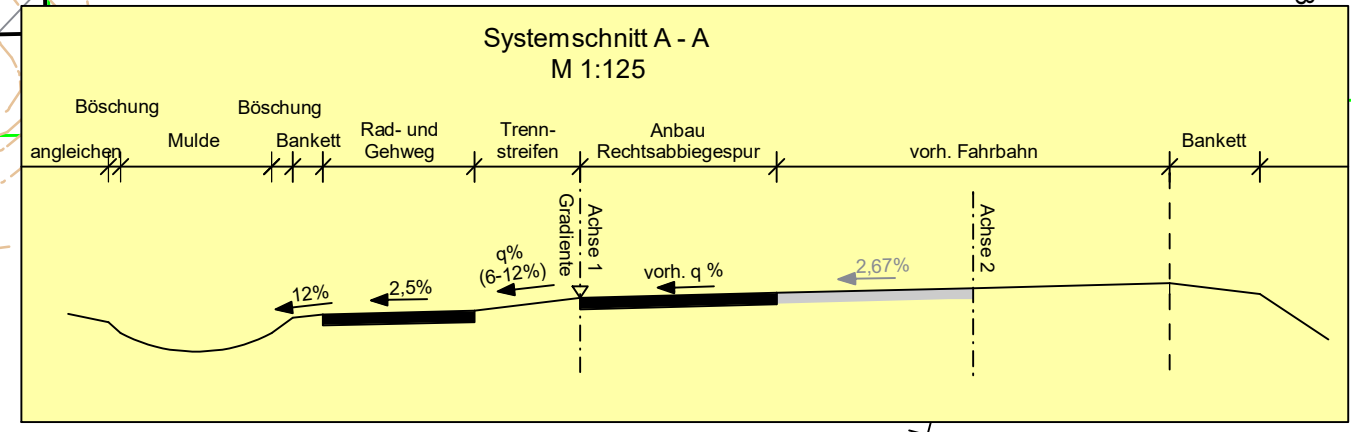 Systemschnitt A - A
M 1:125
Böschung
Böschung
angleichen
Mulde
Bankett
Rad- und
Gehweg
Trenn-
streifen
Anbau
Rechtsabbiegespur
vorh. Fahrbahn
Bankett
Gradiente
Achse 1
Achse 2
12%
2,5%
q%
(6-12%)
vorh. q %
2,67%